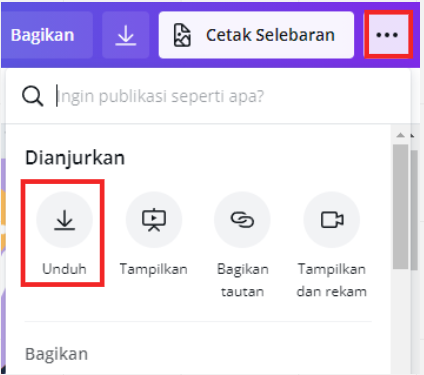 Bagikan Cetak Selebaran
Ingin publikasi seperti apa?
Dianjurkan
Unduh Tampilkan Bagikan tautan Tampilkan dan rekam
Bagikan